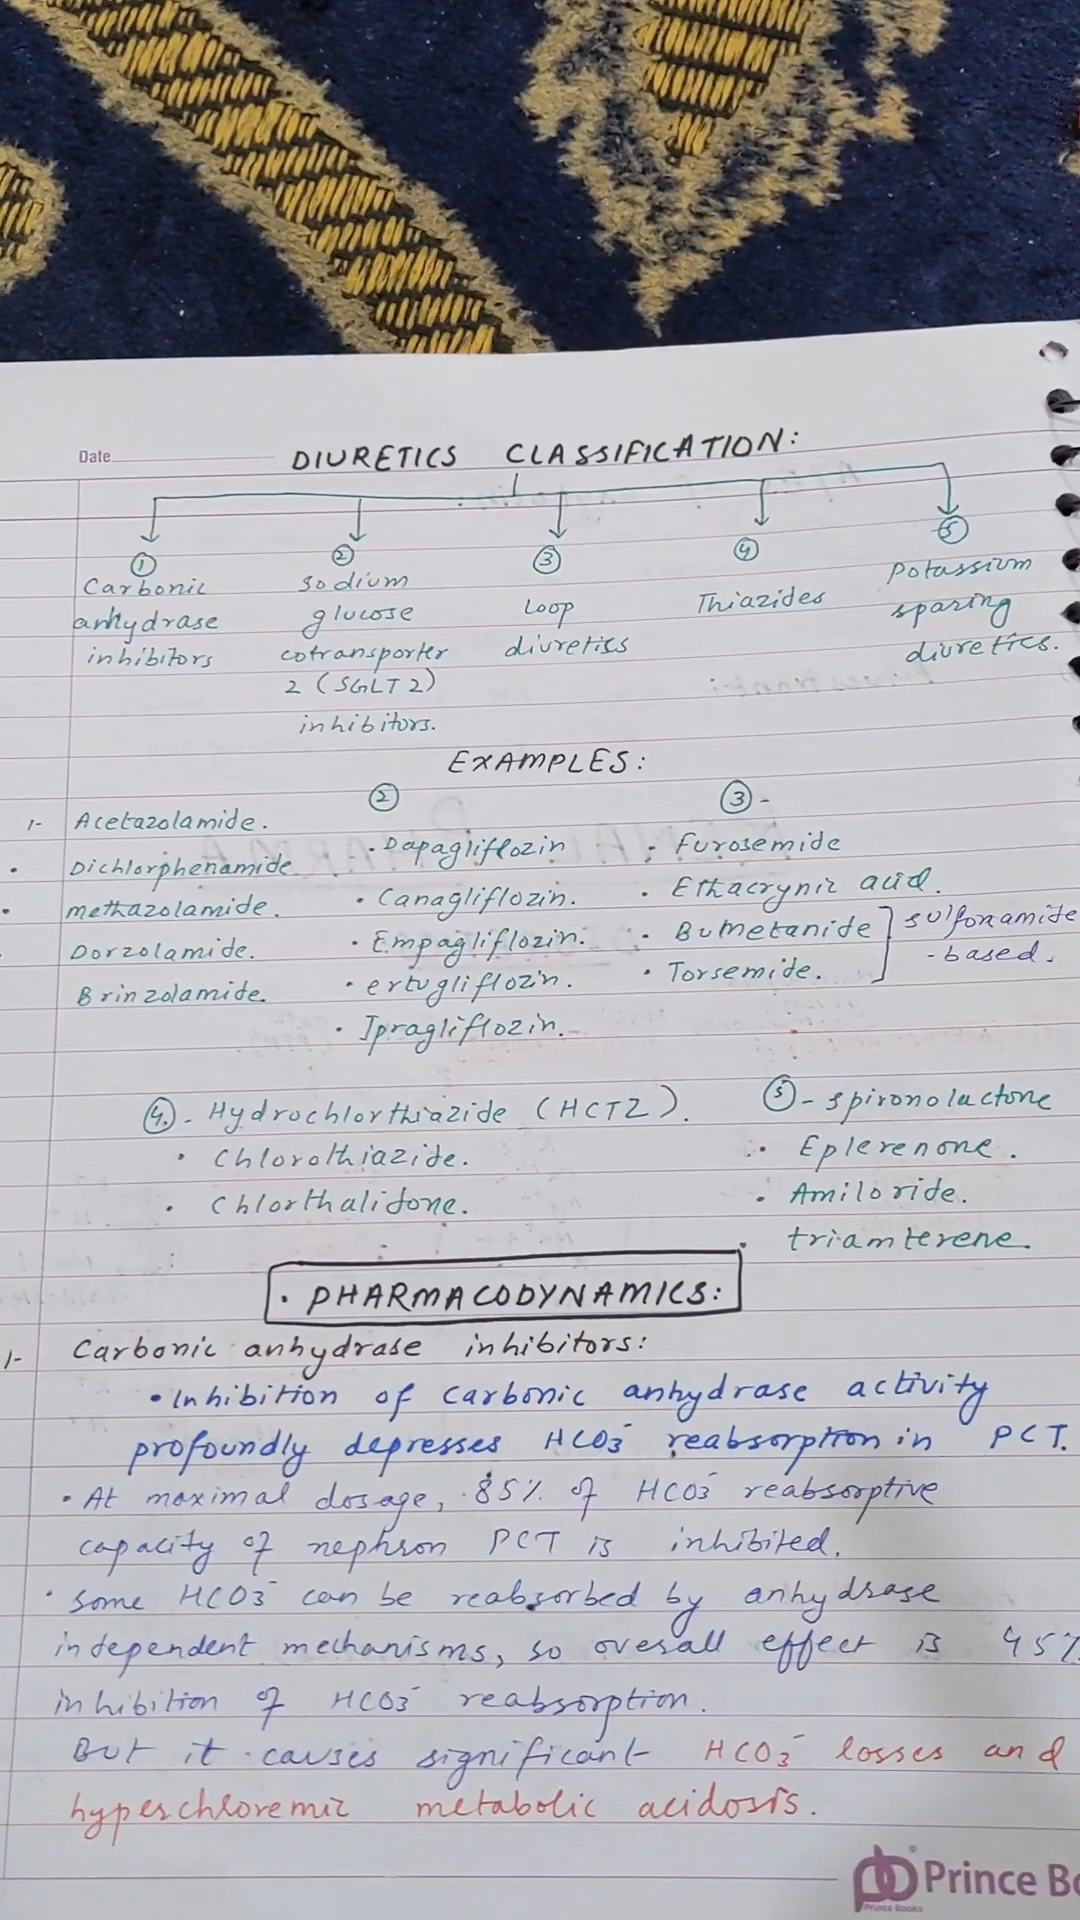 Date
DIURETICS CLASSIFICATION:
① Carbonic anhydrase inhibitors
② Sodium glucose cotransporter 2 (SGLT2) inhibitors.
③ Loop diuretics
④ Thiazides
⑤ Potassium sparing diuretics.
EXAMPLES:
1- Acetazolamide.
• Dichlorphenamide
• methazolamide.
Dorzolamide.
Brinzolamide.
②
• Dapagliflozin
• Canagliflozin.
• Empagliflozin.
• ertugliflozin.
• Ipragliflozin.
③-
• Furosemide
• Ethacrynic acid.
• Bumetanide
• Torsemide.
sulfonamide
-based.
④.- Hydrochlorthiazide (HCTZ).
• Chlorothiazide.
• Chlorthalidone.
⑤- spironolactone
• Eplerenone.
• Amiloride.
• triamterene.
• PHARMACODYNAMICS:
1- Carbonic anhydrase inhibitors:
• Inhibition of carbonic anhydrase activity
profoundly depresses HCO3⁻ reabsorption in PCT.
• At maximal dosage, 85% of HCO3⁻ reabsorptive
capacity of nephron PCT is inhibited.
• Some HCO3⁻ can be reabsorbed by anhydrase
independent mechanisms, so overall effect is 45%
inhibition of HCO3⁻ reabsorption.
But it causes significant HCO3⁻ losses and
hyperchloremic metabolic acidosis.
Prince Bo
Prince Books